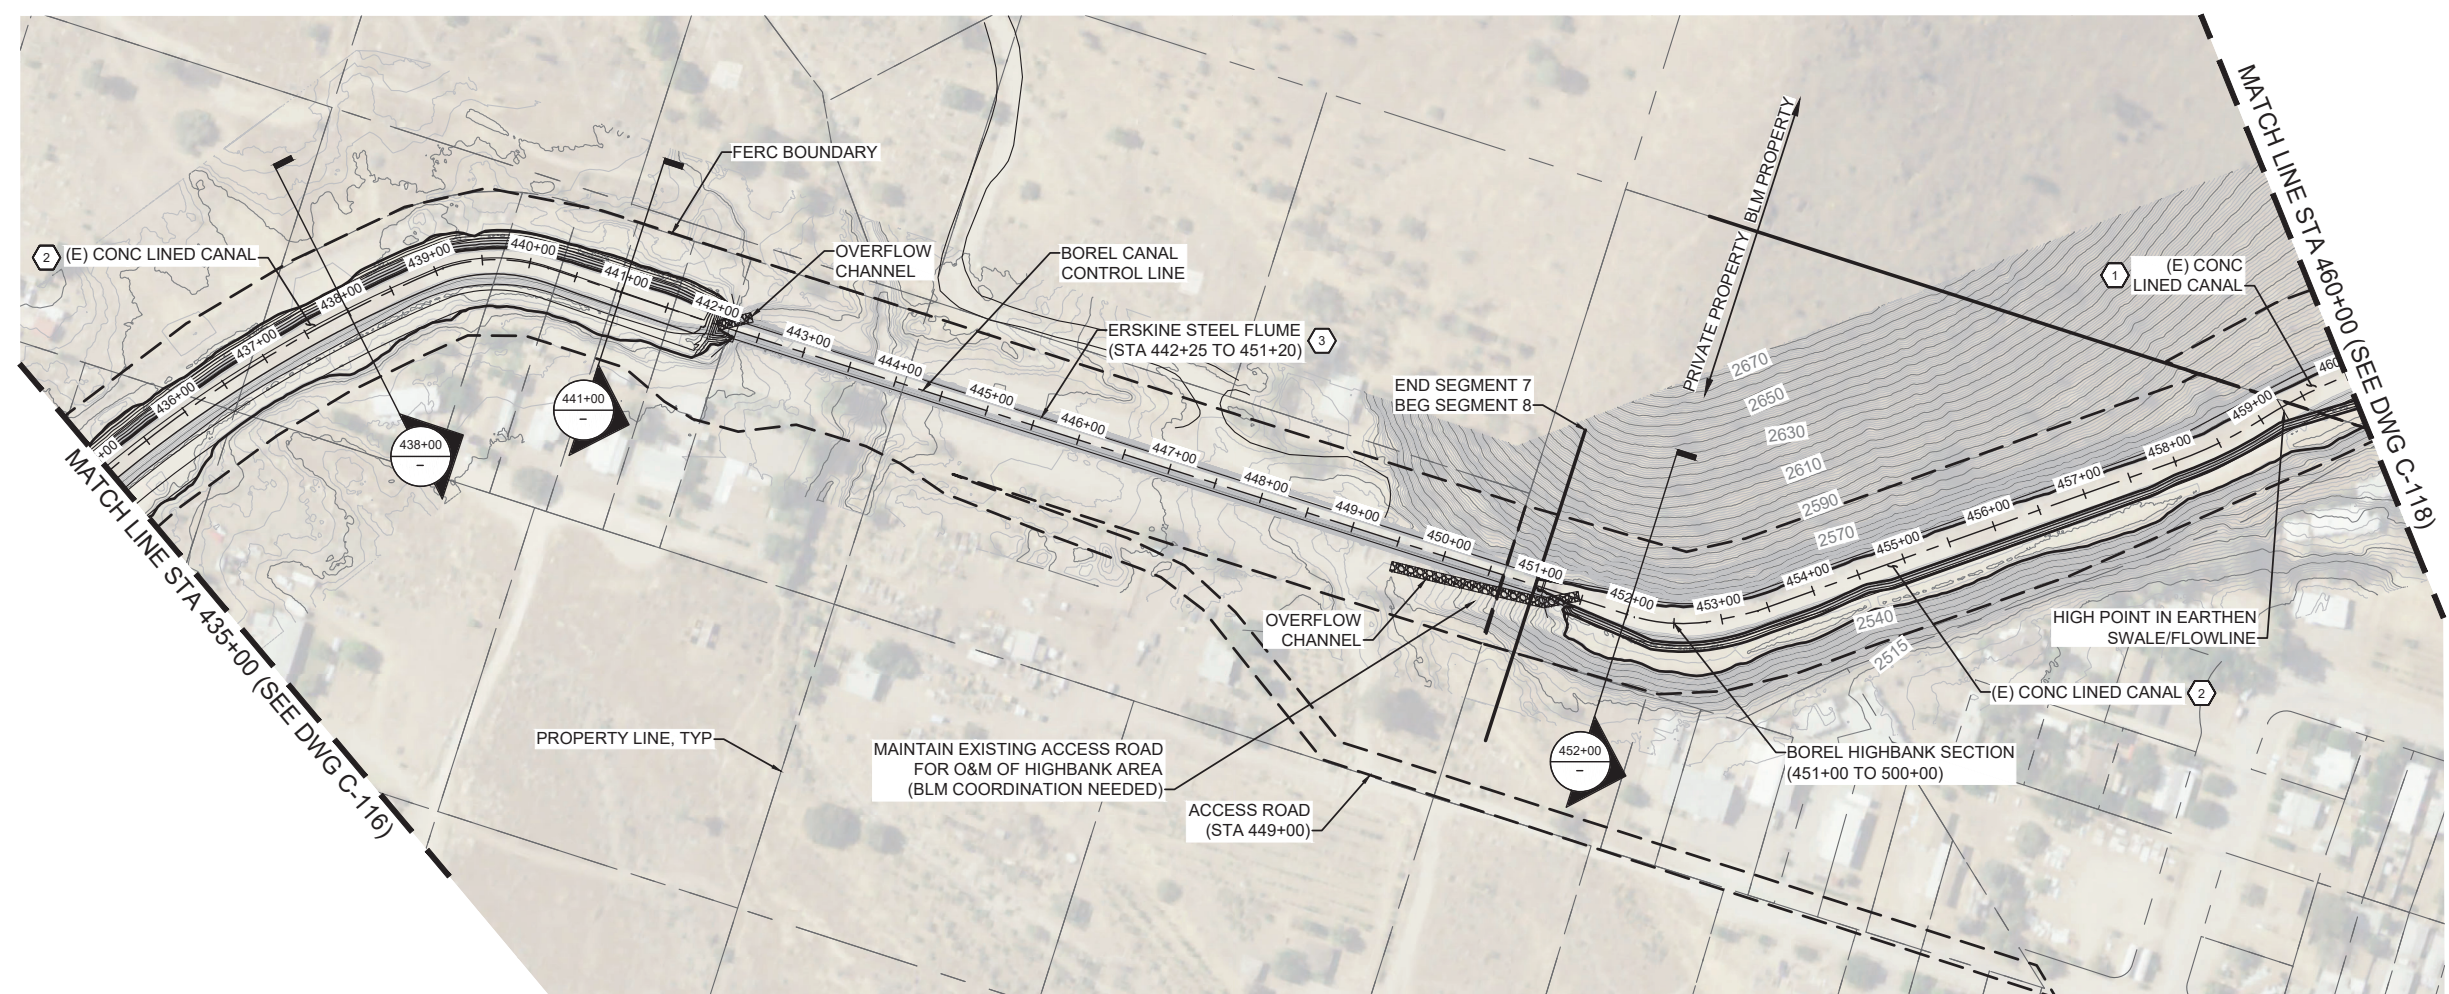 FERC BOUNDARY
2
(E) CONC LINED CANAL
OVERFLOW
CHANNEL
BOREL CANAL
CONTROL LINE
ERSKINE STEEL FLUME
(STA 442+25 TO 451+20)
3
END SEGMENT 7
BEG SEGMENT 8
PRIVATE PROPERTY
BLM PROPERTY
1
(E) CONC
LINED CANAL
MATCH LINE STA 460+00 (SEE DWG C-118)
MATCH LINE STA 435+00 (SEE DWG C-116)
+00
436+00
437+00
438+00
439+00
440+00
441+00
442+00
443+00
444+00
445+00
446+00
447+00
448+00
449+00
450+00
451+00
452+00
453+00
454+00
455+00
456+00
457+00
458+00
459+00
460
2670
2650
2630
2610
2590
2570
2540
2515
438+00
–
441+00
–
452+00
–
OVERFLOW
CHANNEL
HIGH POINT IN EARTHEN
SWALE/FLOWLINE
(E) CONC LINED CANAL
2
PROPERTY LINE, TYP
MAINTAIN EXISTING ACCESS ROAD
FOR O&M OF HIGHBANK AREA
(BLM COORDINATION NEEDED)
ACCESS ROAD
(STA 449+00)
BOREL HIGHBANK SECTION
(451+00 TO 500+00)